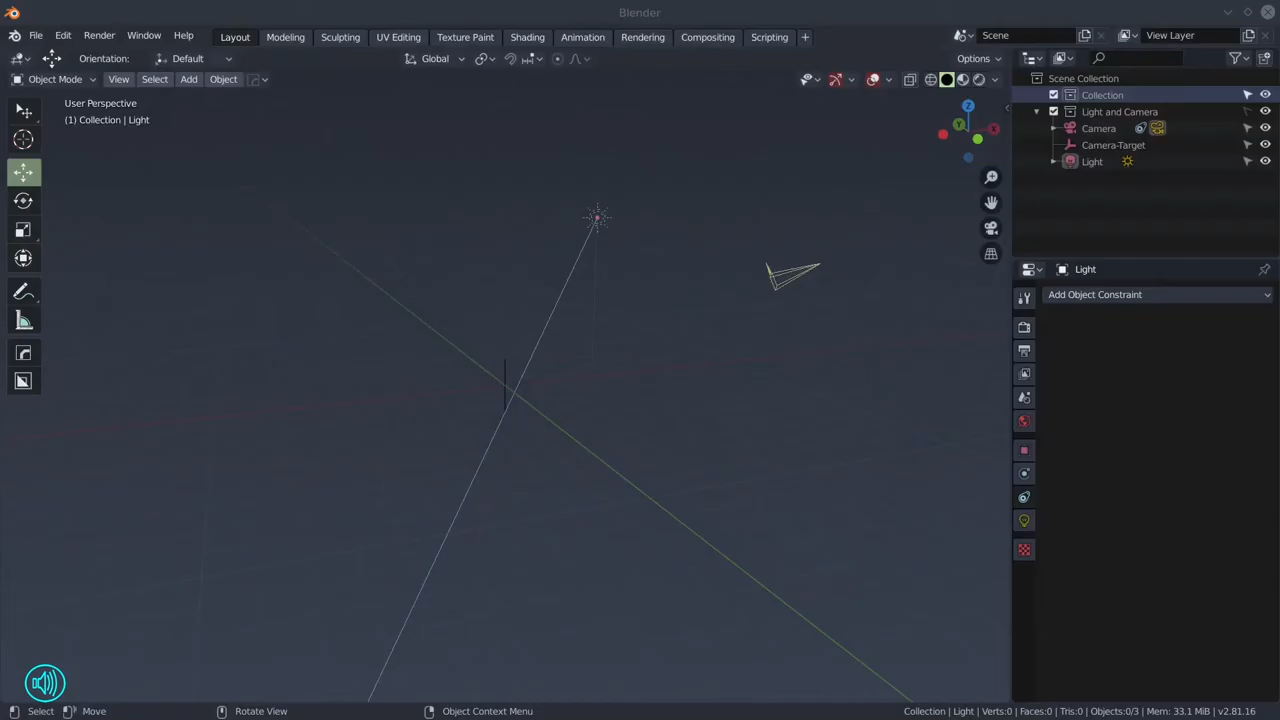 Blender
File Edit Render Window Help
Layout Modeling Sculpting UV Editing Texture Paint Shading Animation Rendering Compositing Scripting +
Scene
View Layer
Orientation: Default
Global
Options
Object Mode View Select Add Object
User Perspective
(1) Collection | Light
Z
Y
X
Scene Collection
Collection
Light and Camera
Camera
Camera-Target
Light
Light
Add Object Constraint
Select Move Rotate View Object Context Menu
Collection | Light | Verts:0 | Faces:0 | Tris:0 | Objects:0/3 | Mem: 33.1 MiB | v2.81.16